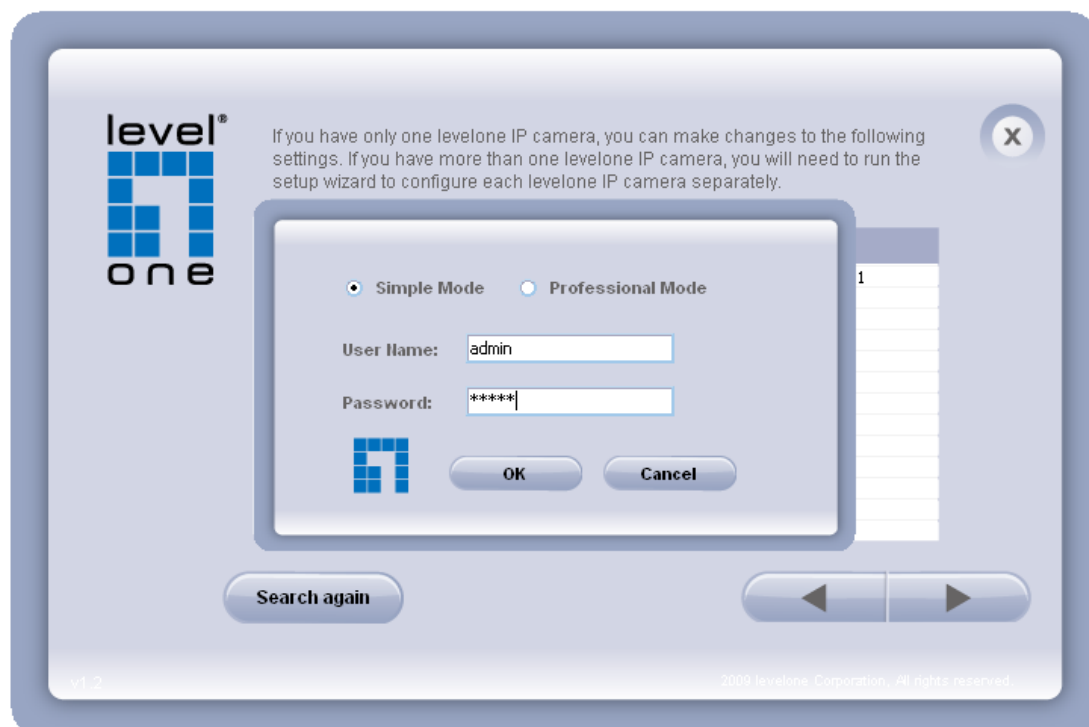 level®
one
If you have only one levelone IP camera, you can make changes to the following
settings. If you have more than one levelone IP camera, you will need to run the
setup wizard to configure each levelone IP camera separately.
X
1
Simple Mode Professional Mode
User Name: admin
Password: *****
OK Cancel
Search again
v1.2 2009 levelone Corporation., All rights reserved.